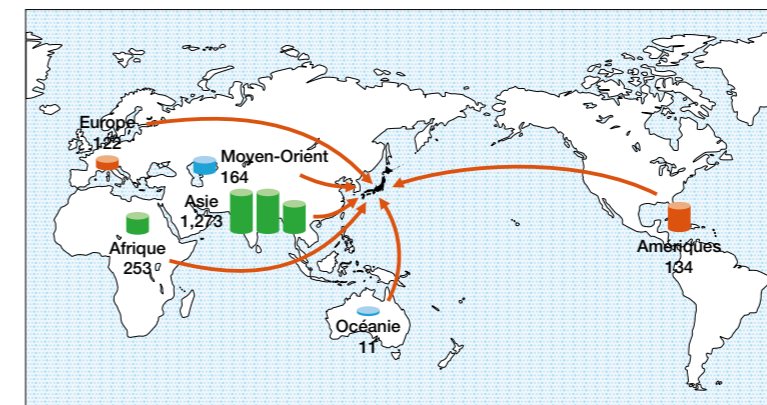 Europe
122
Moyen-Orient
164
Asie
1,273
Afrique
253
Amériques
134
Océanie
11